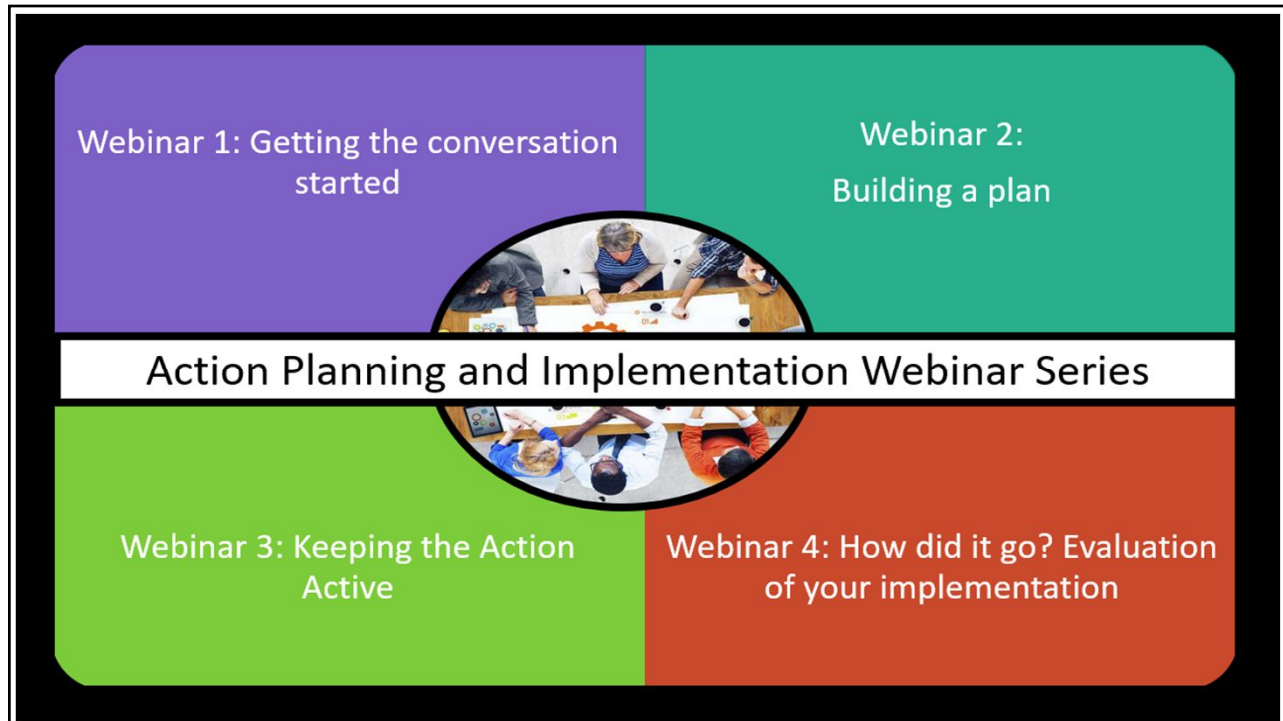 Webinar 1: Getting the conversation
started
Webinar 2:
Building a plan
Action Planning and Implementation Webinar Series
Webinar 3: Keeping the Action
Active
Webinar 4: How did it go? Evaluation
of your implementation